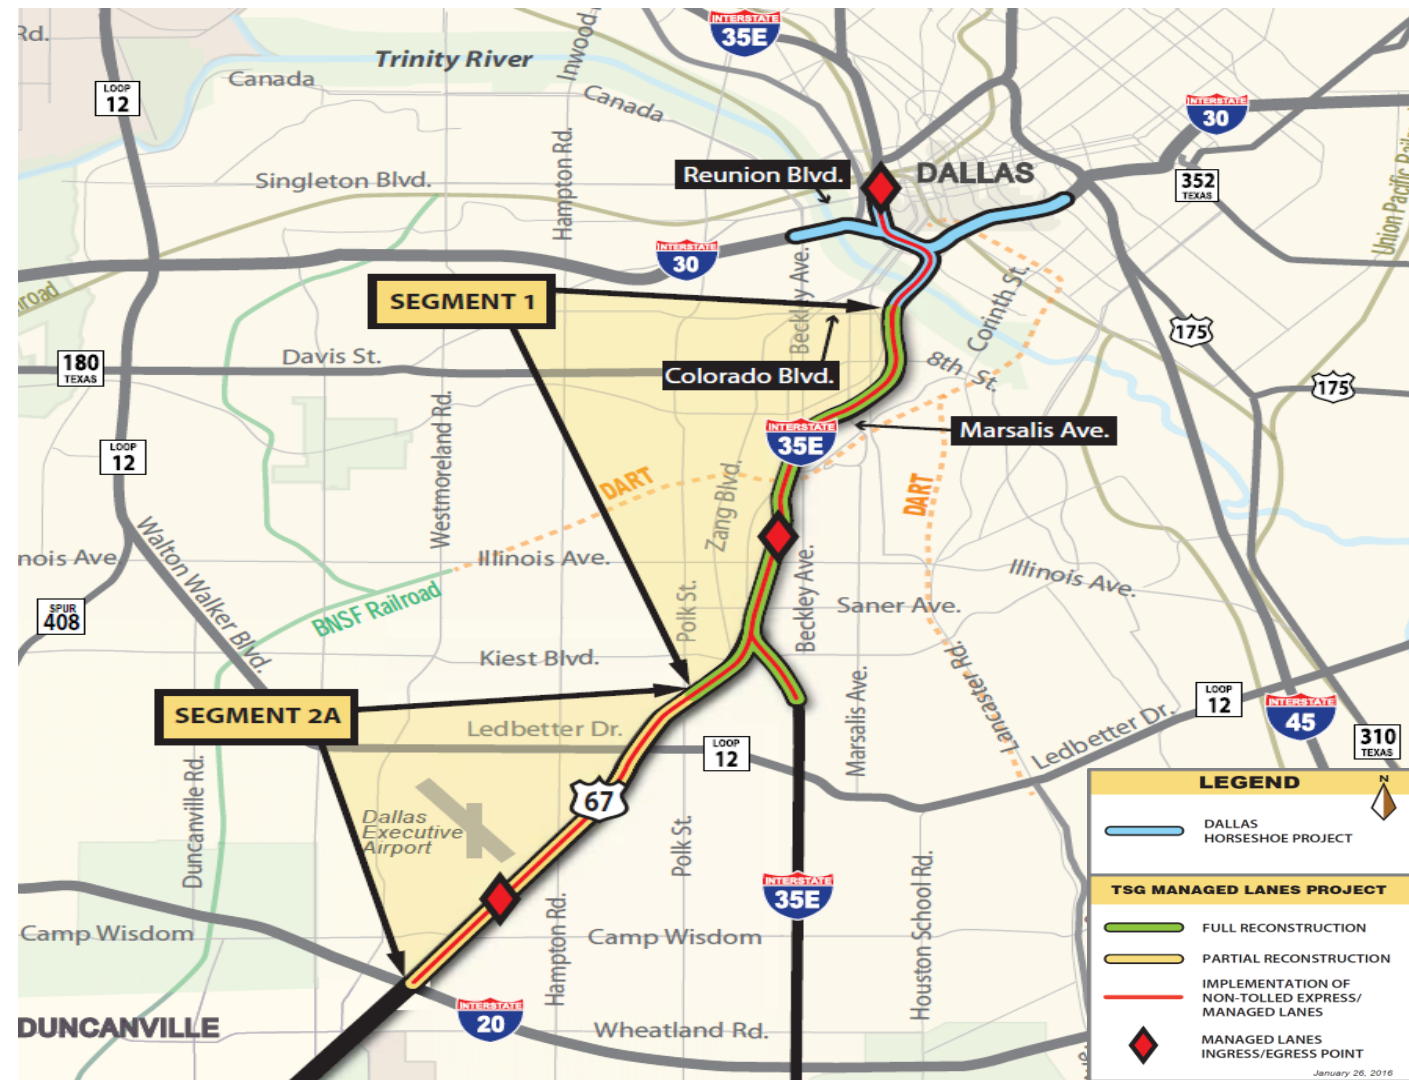 Rd.
INTERSTATE
35E
Trinity River
Inwood
Canada
Canada
LOOP
12
INTERSTATE
30
Reunion Blvd.
DALLAS
352
TEXAS
Singleton Blvd.
Hampton Rd.
Union Pacific
INTERSTATE
30
SEGMENT 1
Beckley Ave.
Corinth St.
175
180
TEXAS
Davis St.
Colorado Blvd.
8th St.
175
Westmoreland Rd.
INTERSTATE
35E
Marsalis Ave.
LOOP
12
DART
Zang Blvd.
DART
Walton Walker Blvd.
nois Ave.
Illinois Ave.
Illinois Ave.
SPUR
408
BNSF Railroad
Polk St.
Beckley Ave.
Saner Ave.
Kiest Blvd.
Lancaster Rd.
Marsalis Ave.
LOOP
12
INTERSTATE
45
SEGMENT 2A
Ledbetter Dr.
Ledbetter Dr.
LOOP
12
310
TEXAS
Duncanville Rd.
67
Dallas
Executive
Airport
Polk St.
INTERSTATE
35E
Houston School Rd.
Hampton Rd.
Camp Wisdom
Camp Wisdom
INTERSTATE
20
DUNCANVILLE
Wheatland Rd.
LEGEND
N
DALLAS
HORSESHOE PROJECT
TSG MANAGED LANES PROJECT
FULL RECONSTRUCTION
PARTIAL RECONSTRUCTION
IMPLEMENTATION OF
NON-TOLLED EXPRESS/
MANAGED LANES
MANAGED LANES
INGRESS/EGRESS POINT
January 26, 2016